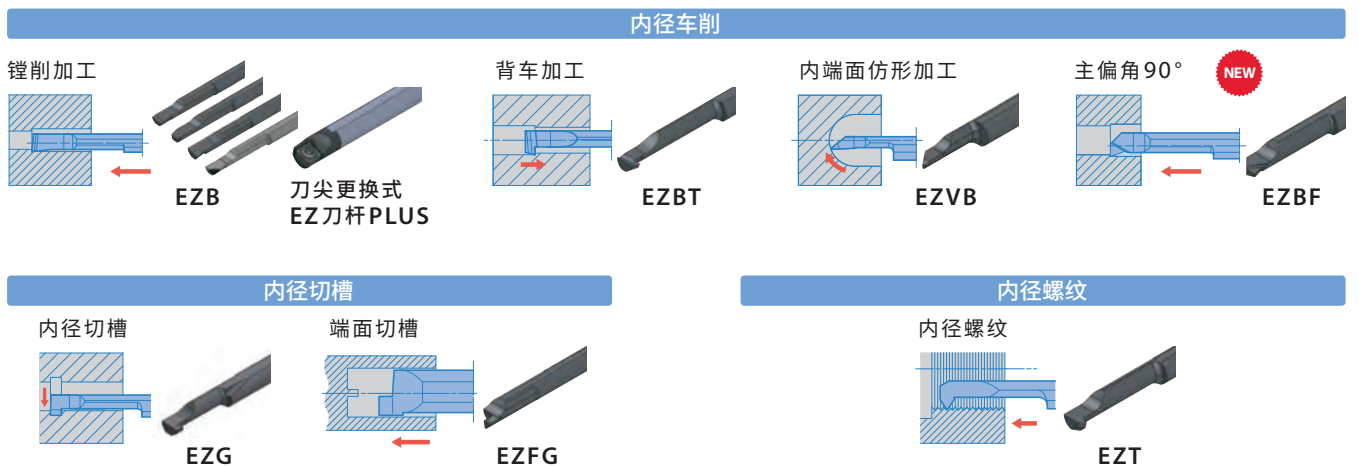 内径车削
镗削加工
EZB
刀尖更换式
EZ刀杆PLUS
背车加工
EZBT
内端面仿形加工
EZVB
主偏角90°
NEW
EZBF
内径切槽
内径切槽
EZG
端面切槽
EZFG
内径螺纹
内径螺纹
EZT